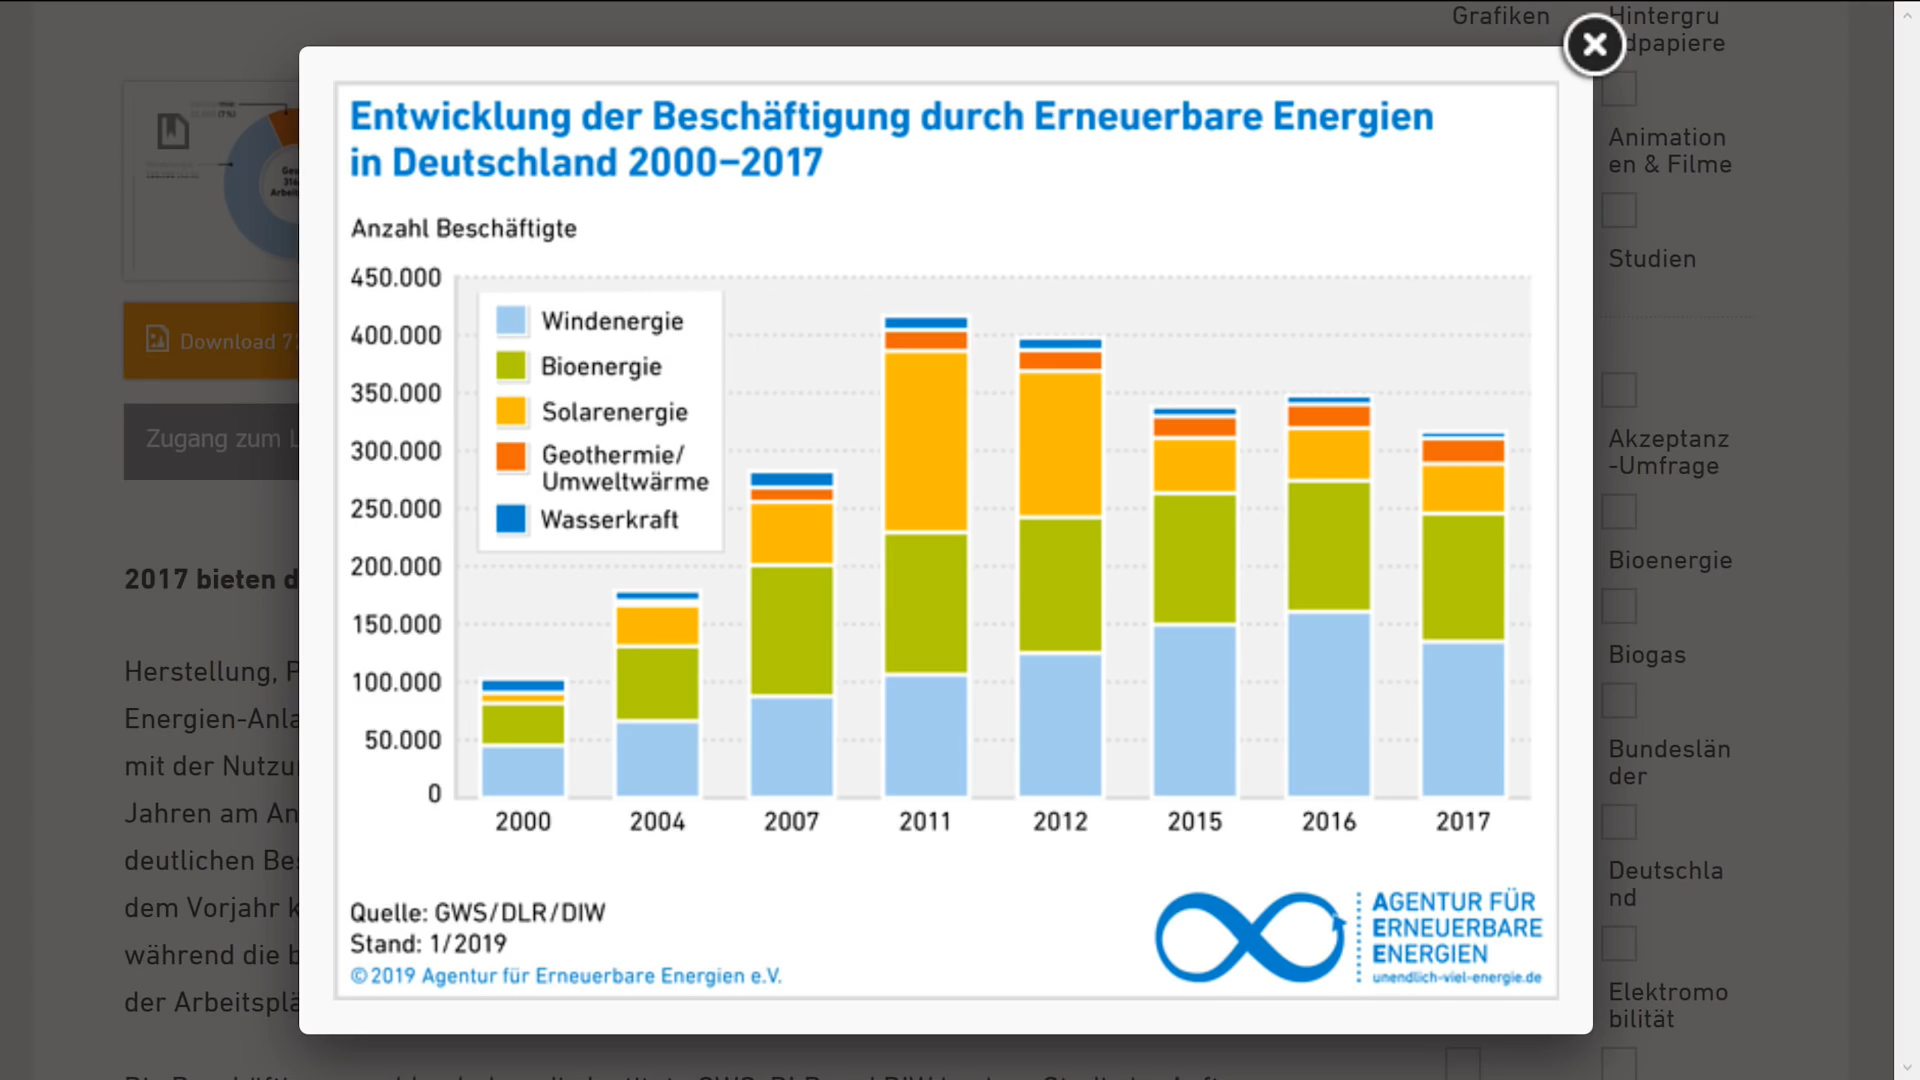 Grafiken
Hintergru
dpapiere
Animation
en & Filme
Studien
Akzeptanz
-Umfrage
Bioenergie
Biogas
Bundeslän
der
Deutschla
nd
Elektromo
bilität
Download
Zugang zum L
2017 bieten d
Herstellung, P
Energien-Anla
mit der Nutzu
Jahren am An
deutlichen Be
dem Vorjahr k
während die b
der Arbeitsplä
Entwicklung der Beschäftigung durch Erneuerbare Energien
in Deutschland 2000–2017
Anzahl Beschäftigte
450.000
400.000
350.000
300.000
250.000
200.000
150.000
100.000
50.000
0
Windenergie
Bioenergie
Solarenergie
Geothermie/
Umweltwärme
Wasserkraft
2000 2004 2007 2011 2012 2015 2016 2017
Quelle: GWS/DLR/DIW
Stand: 1/2019
©2019 Agentur für Erneuerbare Energien e.V.
AGENTUR FÜR
ERNEUERBARE
ENERGIEN
unendlich-viel-energie.de